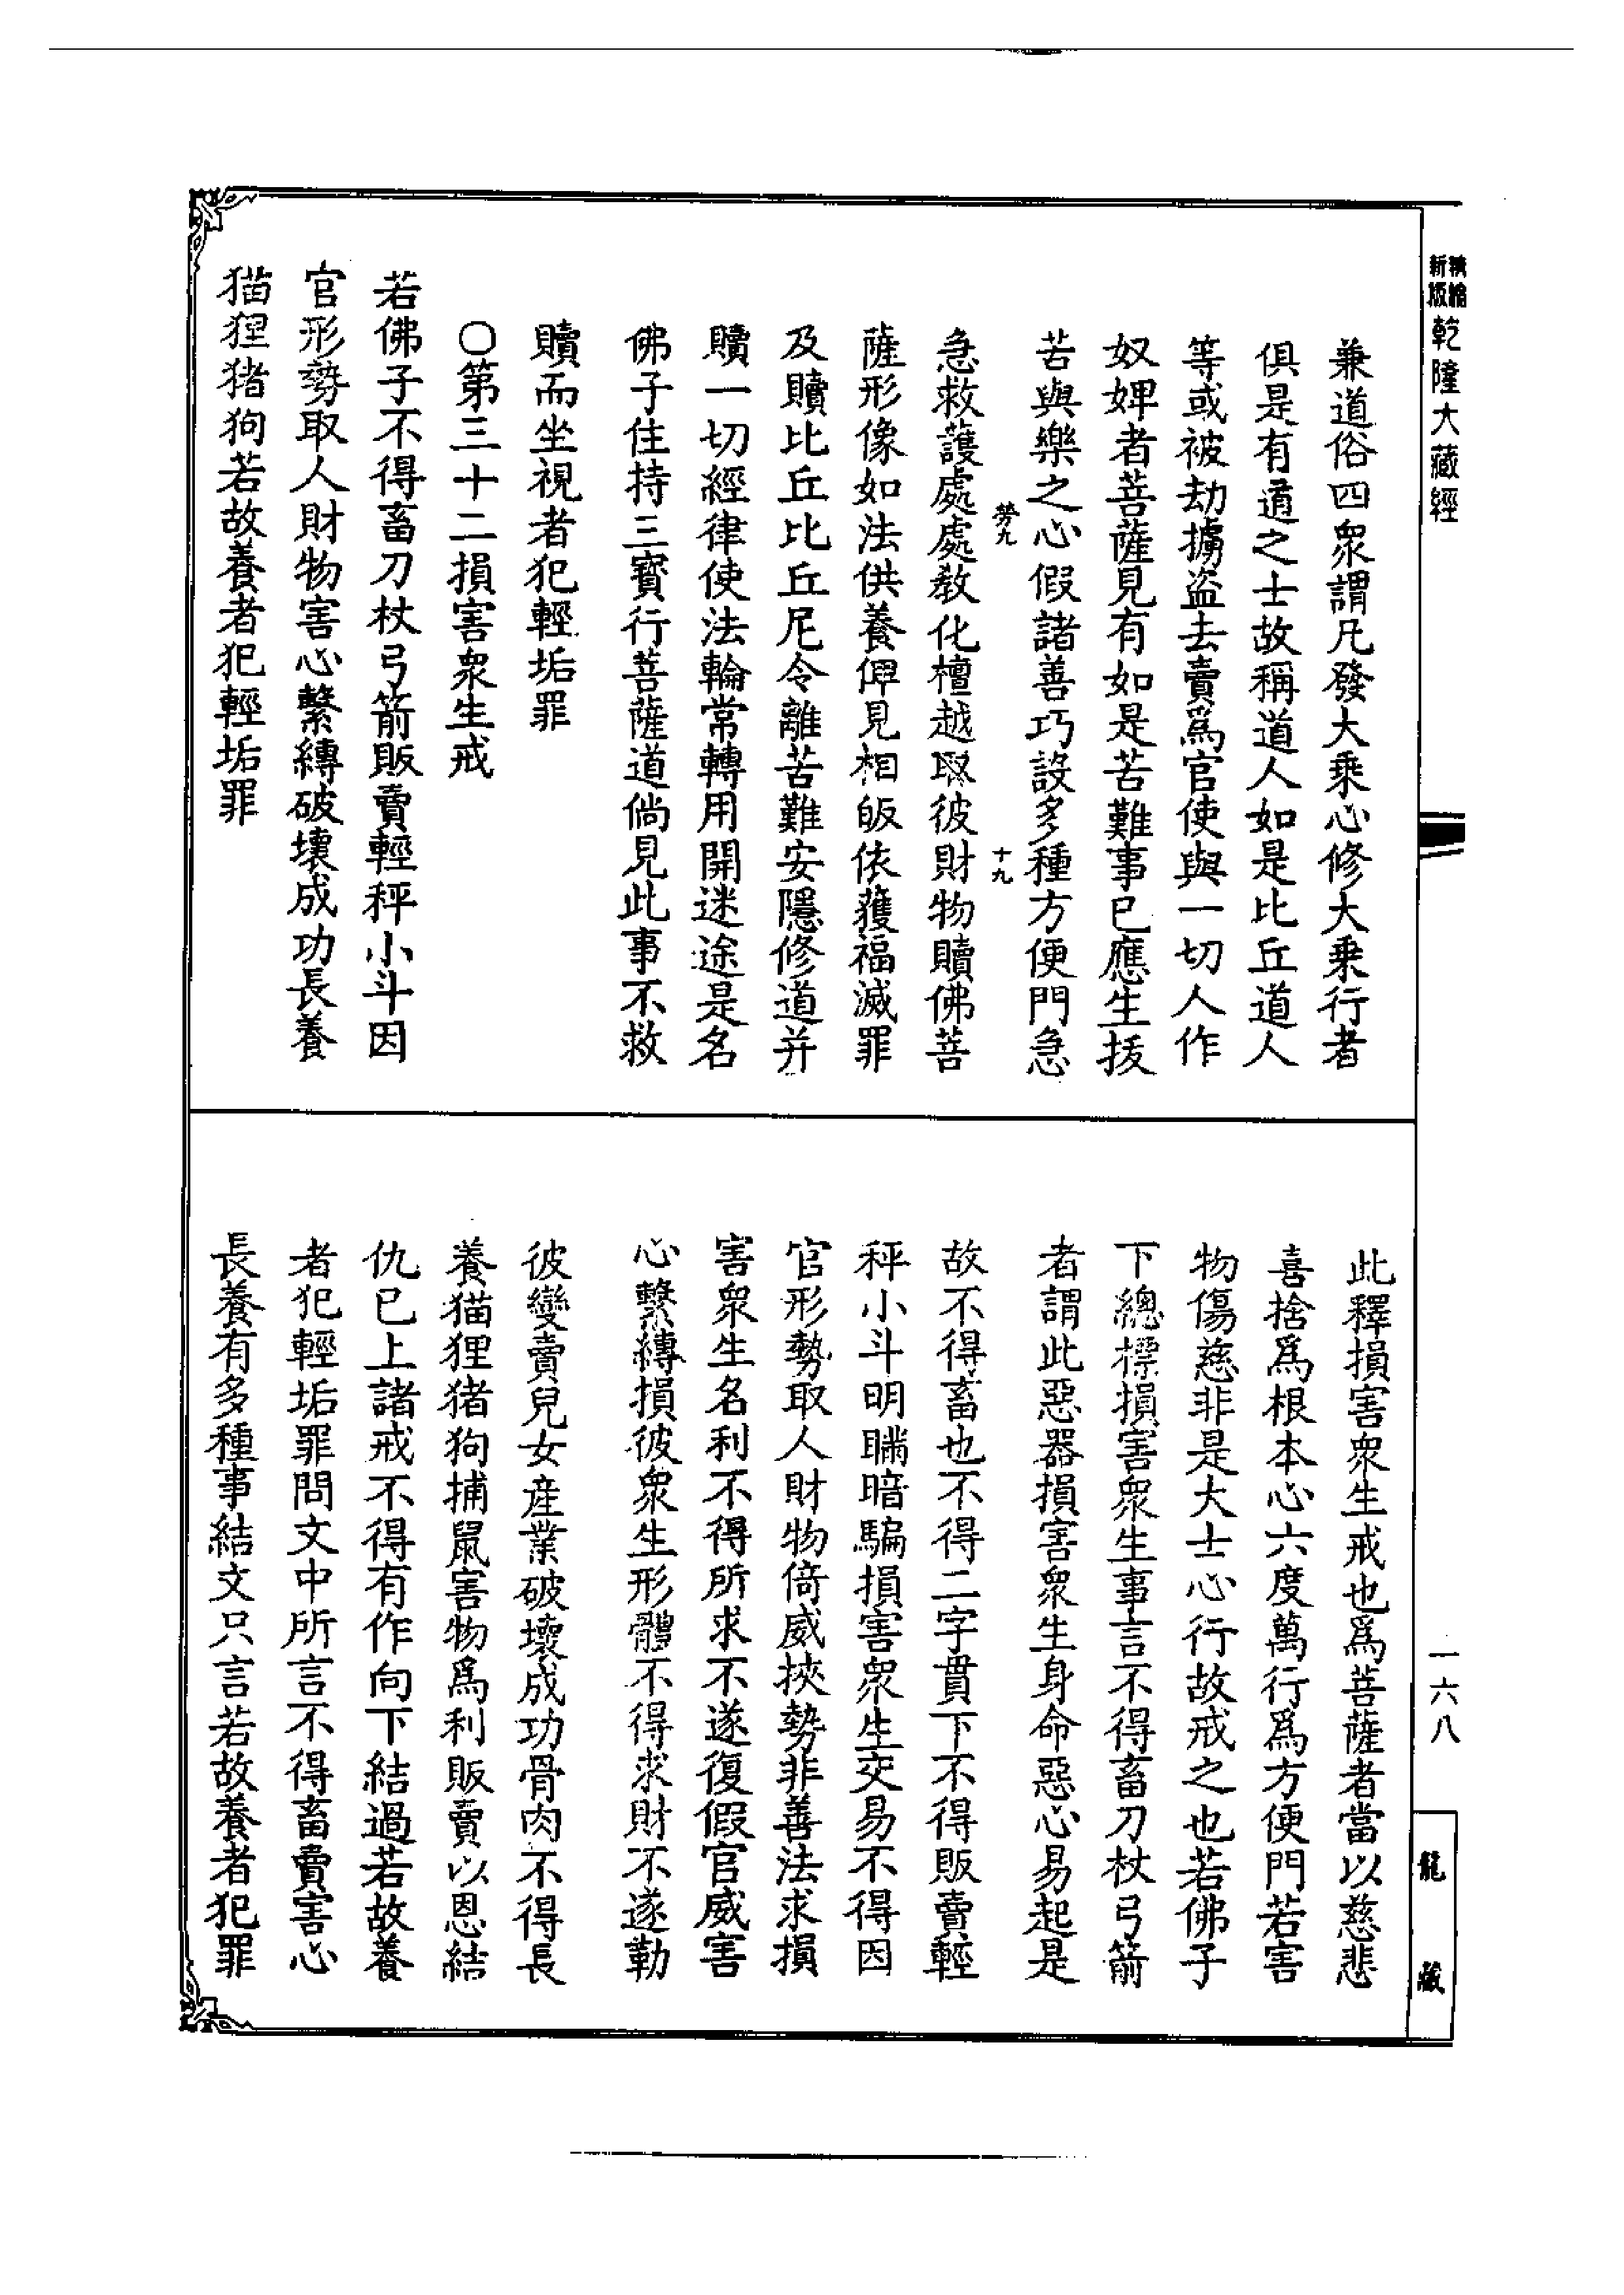 精縮
新版
乾隆大藏經
兼道俗四眾謂凡發大乘心修大乘行者
俱是有道之士故稱道人如是比丘道人
等或被劫擄盜去賣爲官使與一切人作
奴婢者菩薩見有如是苦難事已應生拔
苦與樂之心假諸善巧設多種方便門急
勞九
十九
急救護處處教化檀越取彼財物贖佛菩
薩形像如法供養俾見相皈依獲福滅罪
及贖比丘比丘尼令離苦難安隱修道并
贖一切經律使法輪常轉用開迷途是名
佛子住持三寶行菩薩道倘見此事不救
贖而坐視者犯輕垢罪
〇第三十二損害眾生戒
若佛子不得畜刀杖弓箭販賣輕秤小斗因
官形勢取人財物害心繫縛破壞成功長養
猫狸猪狗若故養者犯輕垢罪
此釋損害眾生戒也爲菩薩者當以慈悲
喜捨爲根本心六度萬行爲方便門若害
物傷慈非是大士心行故戒之也若佛子
下總標損害眾生事言不得畜刀杖弓箭
者謂此惡器損害眾生身命惡心易起是
故不得畜也不得二字貫下不得販賣輕
秤小斗明瞞暗騙損害眾生交易不得因
官形勢取人財物倚威挾勢非善法求損
害眾生名利不得所求不遂復假官威害
心繫縛損彼眾生形體不得求財不遂勒
彼變賣兒女產業破壞成功骨肉不得長
養猫狸猪狗捕鼠害物爲利販賣以恩結
仇已上諸戒不得有作向下結過若故養
者犯輕垢罪問文中所言不得畜賣害心
長養有多種事結文只言若故養者犯罪
一六八
龍藏